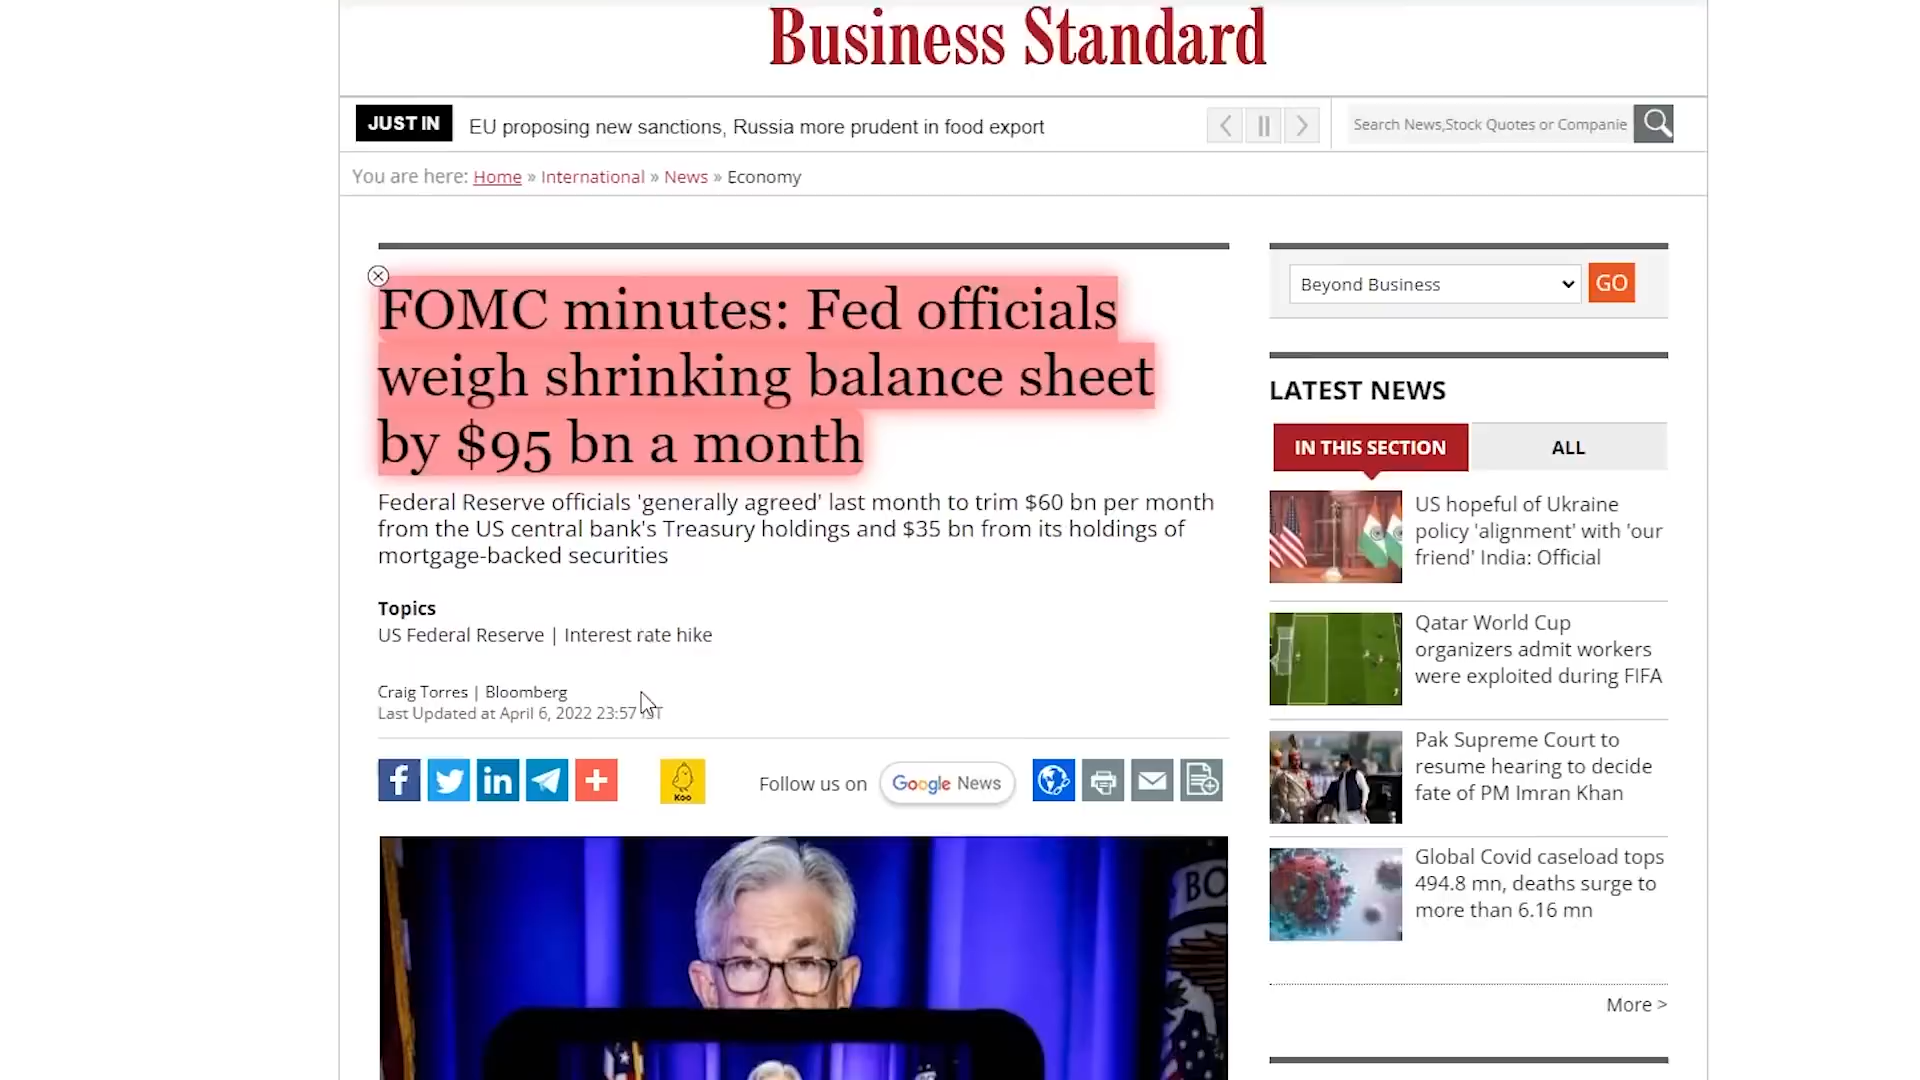 Business Standard
JUST IN
EU proposing new sanctions, Russia more prudent in food export
Search News,Stock Quotes or Companie
You are here: Home » International » News » Economy
FOMC minutes: Fed officials
weigh shrinking balance sheet
by $95 bn a month
Federal Reserve officials 'generally agreed' last month to trim $60 bn per month
from the US central bank's Treasury holdings and $35 bn from its holdings of
mortgage-backed securities
Topics
US Federal Reserve | Interest rate hike
Craig Torres | Bloomberg
Last Updated at April 6, 2022 23:57
Koo
Follow us on
Google News
BO
Beyond Business
GO
LATEST NEWS
IN THIS SECTION
ALL
US hopeful of Ukraine
policy 'alignment' with 'our
friend' India: Official
Qatar World Cup
organizers admit workers
were exploited during FIFA
Pak Supreme Court to
resume hearing to decide
fate of PM Imran Khan
Global Covid caseload tops
494.8 mn, deaths surge to
more than 6.16 mn
More >